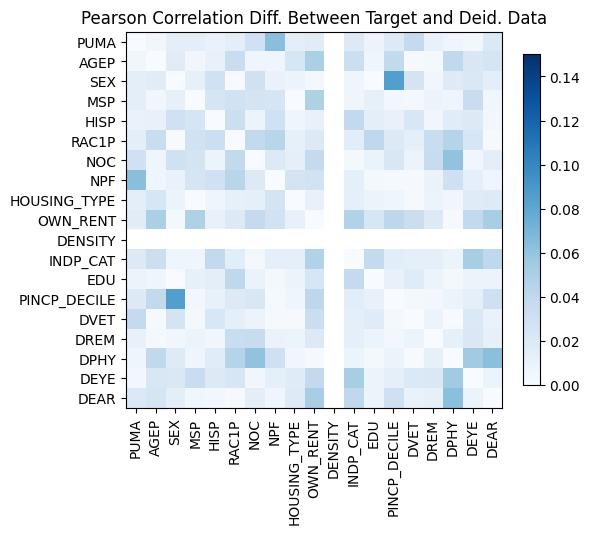 Pearson Correlation Diff. Between Target and Deid. Data
PUMA
AGEP
SEX
MSP
HISP
RAC1P
NOC
NPF
HOUSING_TYPE
OWN_RENT
DENSITY
INDP_CAT
EDU
PINCP_DECILE
DVET
DREM
DPHY
DEYE
DEAR
PUMA
AGEP
SEX
MSP
HISP
RAC1P
NOC
NPF
HOUSING_TYPE
OWN_RENT
DENSITY
INDP_CAT
EDU
PINCP_DECILE
DVET
DREM
DPHY
DEYE
DEAR
0.14
0.12
0.10
0.08
0.06
0.04
0.02
0.00